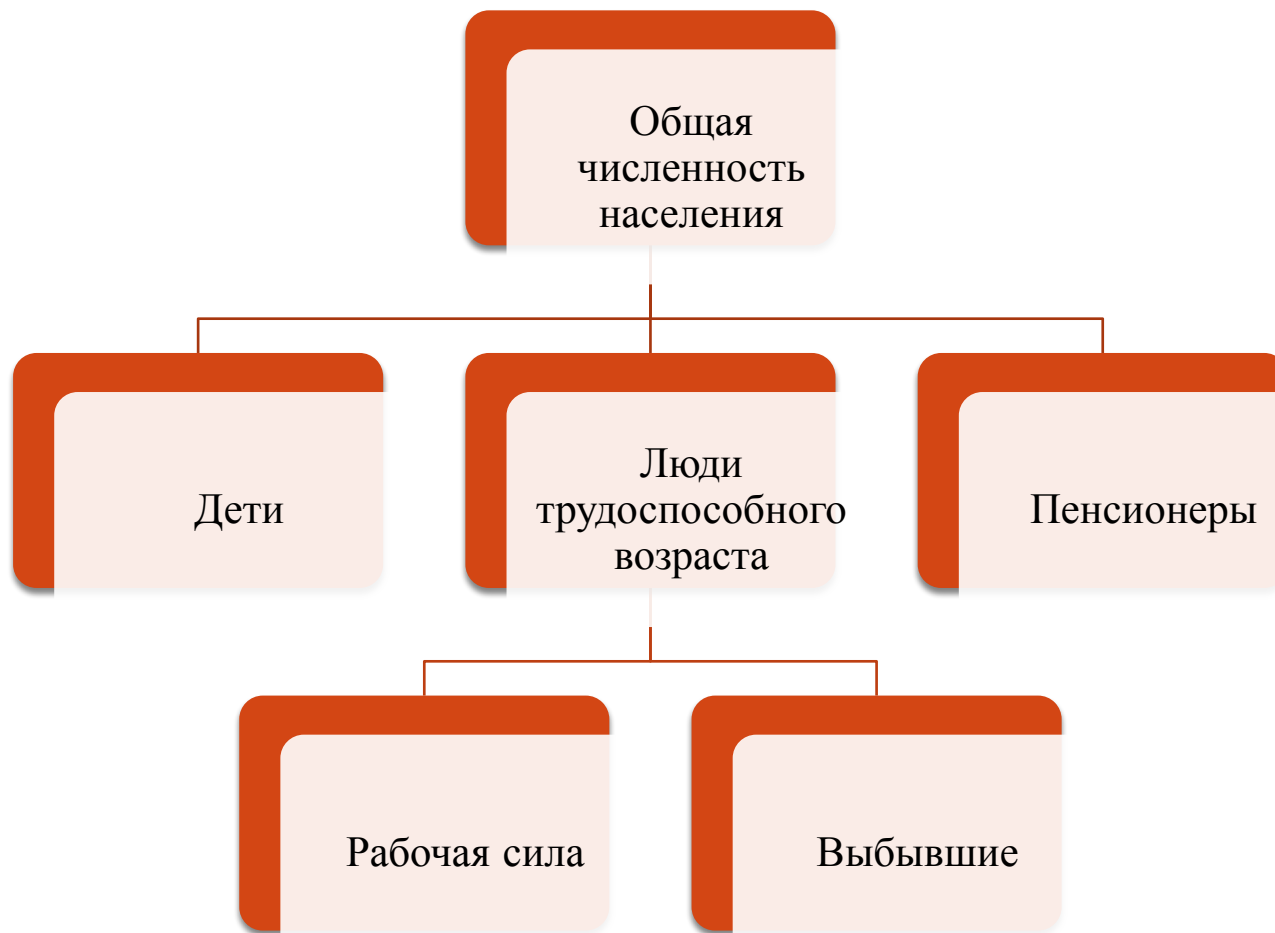 Общая
численность
населения
Дети
Люди
трудоспособного
возраста
Пенсионеры
Рабочая сила
Выбывшие